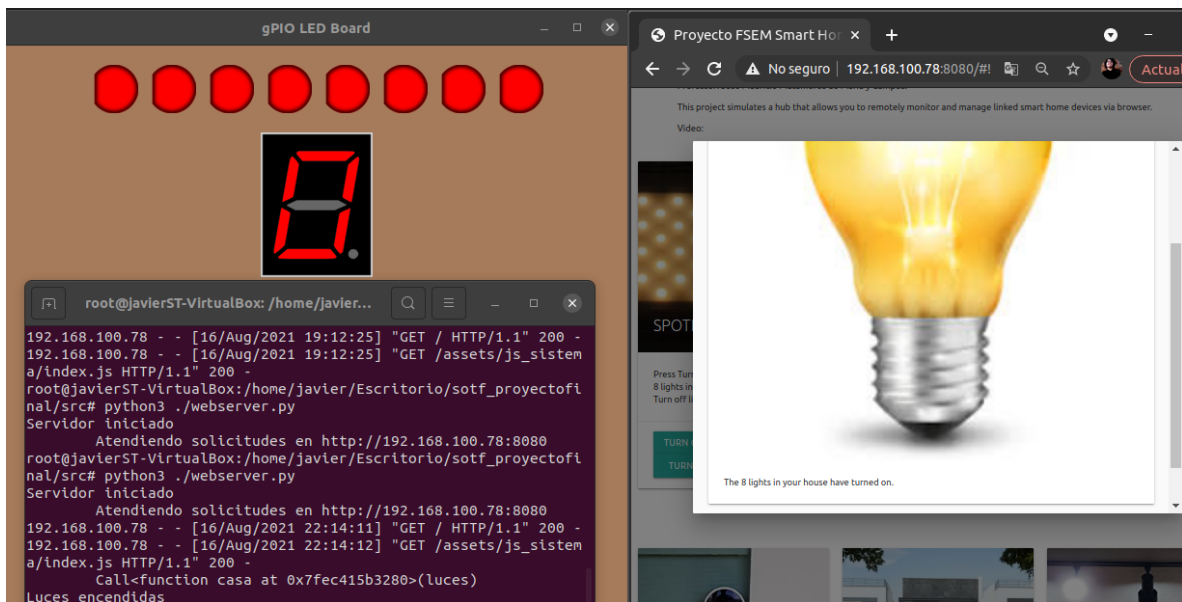 gPIO LED Board
root@javierST-VirtualBox: /home/javier...
192.168.100.78 - - [16/Aug/2021 19:12:25] "GET / HTTP/1.1" 200 -
192.168.100.78 - - [16/Aug/2021 19:12:25] "GET /assets/js_sistem
a/index.js HTTP/1.1" 200 -
root@javierST-VirtualBox:/home/javier/Escritorio/sotf_proyectofi
nal/src# python3 ./webserver.py
Servidor iniciado
Atendiendo solicitudes en http://192.168.100.78:8080
root@javierST-VirtualBox:/home/javier/Escritorio/sotf_proyectofi
nal/src# python3 ./webserver.py
Servidor iniciado
Atendiendo solicitudes en http://192.168.100.78:8080
192.168.100.78 - - [16/Aug/2021 22:14:11] "GET / HTTP/1.1" 200 -
192.168.100.78 - - [16/Aug/2021 22:14:12] "GET /assets/js_sistem
a/index.js HTTP/1.1" 200 -
Call<function casa at 0x7fec415b3280>(luces)
Luces encendidas
Proyecto FSEM Smart Hor
No seguro | 192.168.100.78:8080/#!
Actual
This project simulates a hub that allows you to remotely monitor and manage linked smart home devices via browser.
Video:
SPOT
Press Turn
8 lights in
Turn off li
TURN
TURN
The 8 lights in your house have turned on.